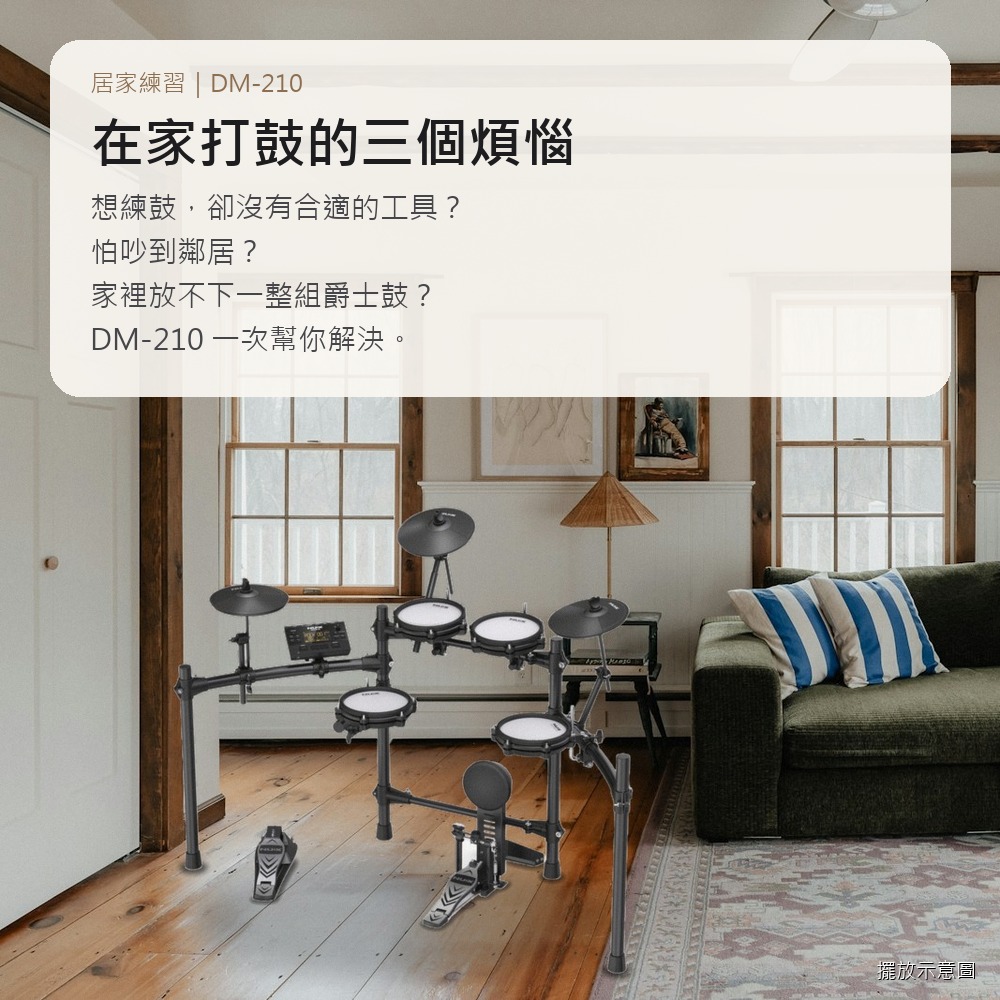 居家練習｜DM-210
在家打鼓的三個煩惱
想練鼓，卻沒有合適的工具？
怕吵到鄰居？
家裡放不下一整組爵士鼓？
DM-210 一次幫你解決。
擺放示意圖